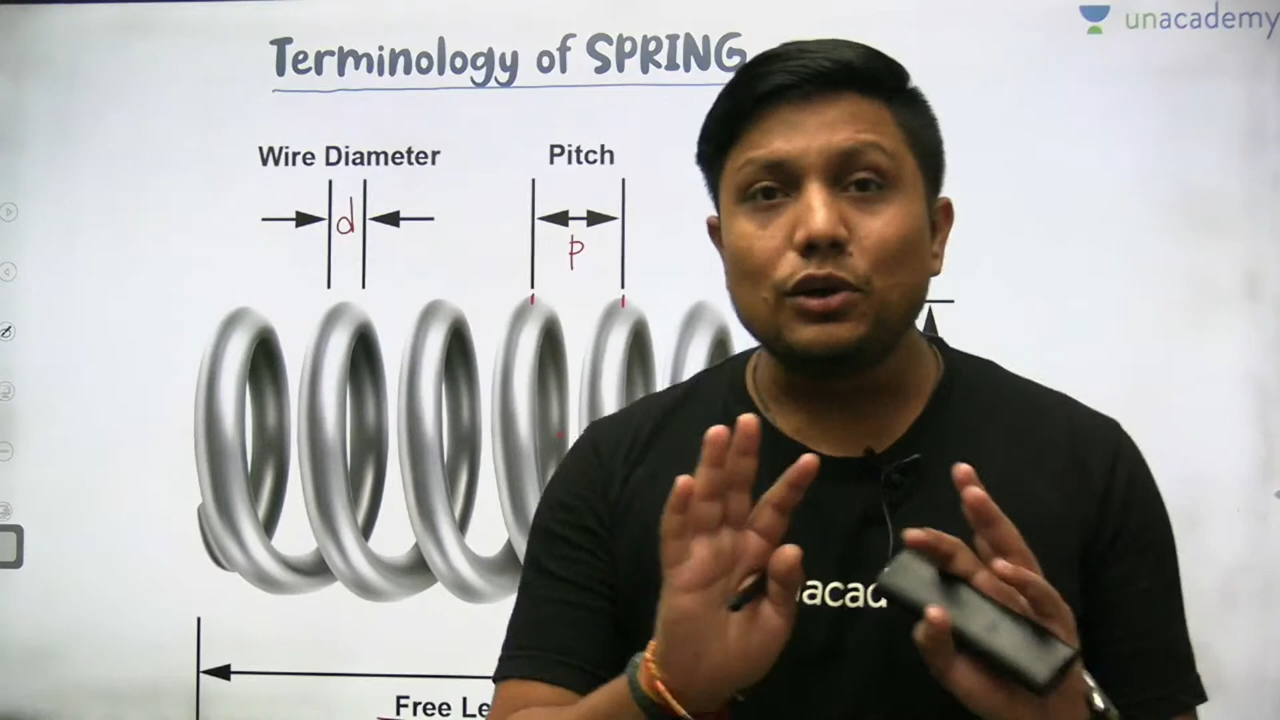 unacademy
Terminology of SPRING
Wire Diameter
Pitch
d
p
acad
Free Le